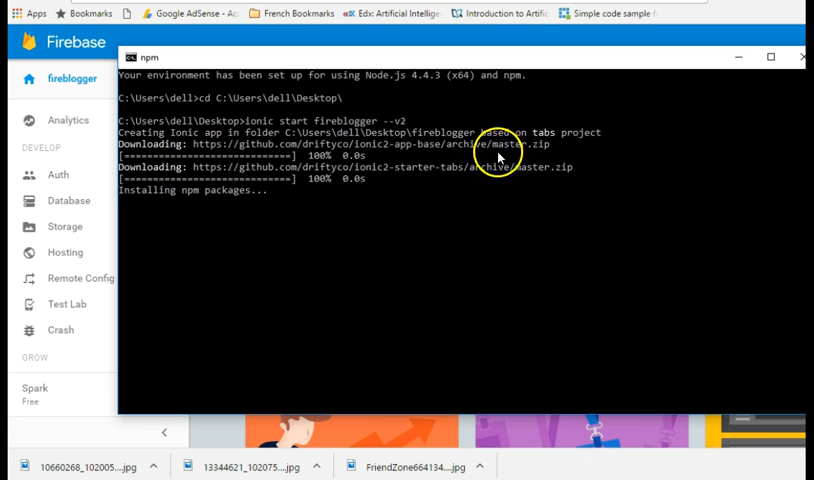 Apps
Bookmarks
Google AdSense - Ac
French Bookmarks
Edx: Artificial Intellige
Introduction to Artific
Simple code sample f
Firebase
npm
fireblogger
Analytics
DEVELOP
Auth
Database
Storage
Hosting
Remote Config
Test Lab
Crash
GROW
Spark
Free
Your environment has been set up for using Node.js 4.4.3 (x64) and npm.
C:\Users\dell>cd C:\Users\dell\Desktop\
C:\Users\dell\Desktop>ionic start fireblogger --v2
Creating Ionic app in folder C:\Users\dell\Desktop\fireblogger based on tabs project
Downloading: https://github.com/driftyco/ionic2-app-base/archive/master.zip
[=============================] 100% 0.0s
Downloading: https://github.com/driftyco/ionic2-starter-tabs/archive/master.zip
[=============================] 100% 0.0s
Installing npm packages...
10660268_102005....jpg
13344621_102075....jpg
FriendZone664134....jpg